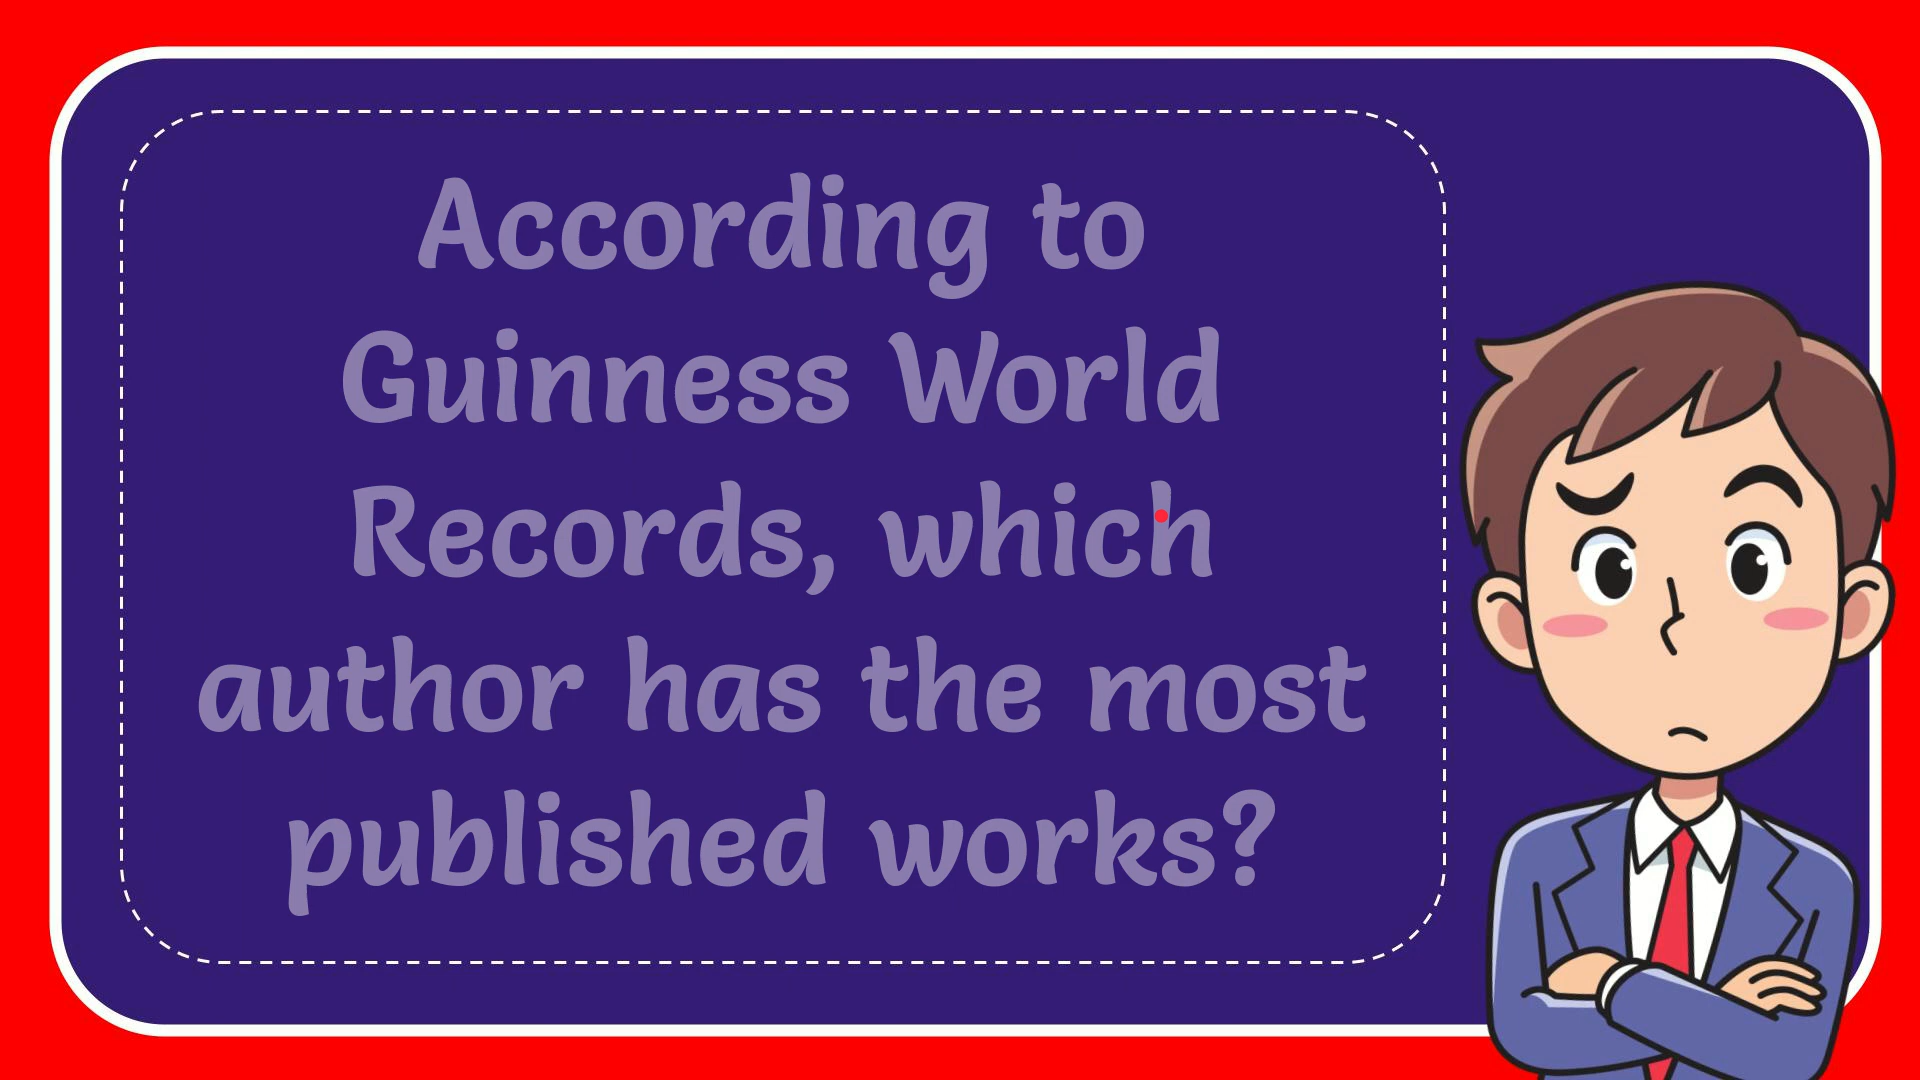 According to
Guinness World
Records, which
author has the most
published works?